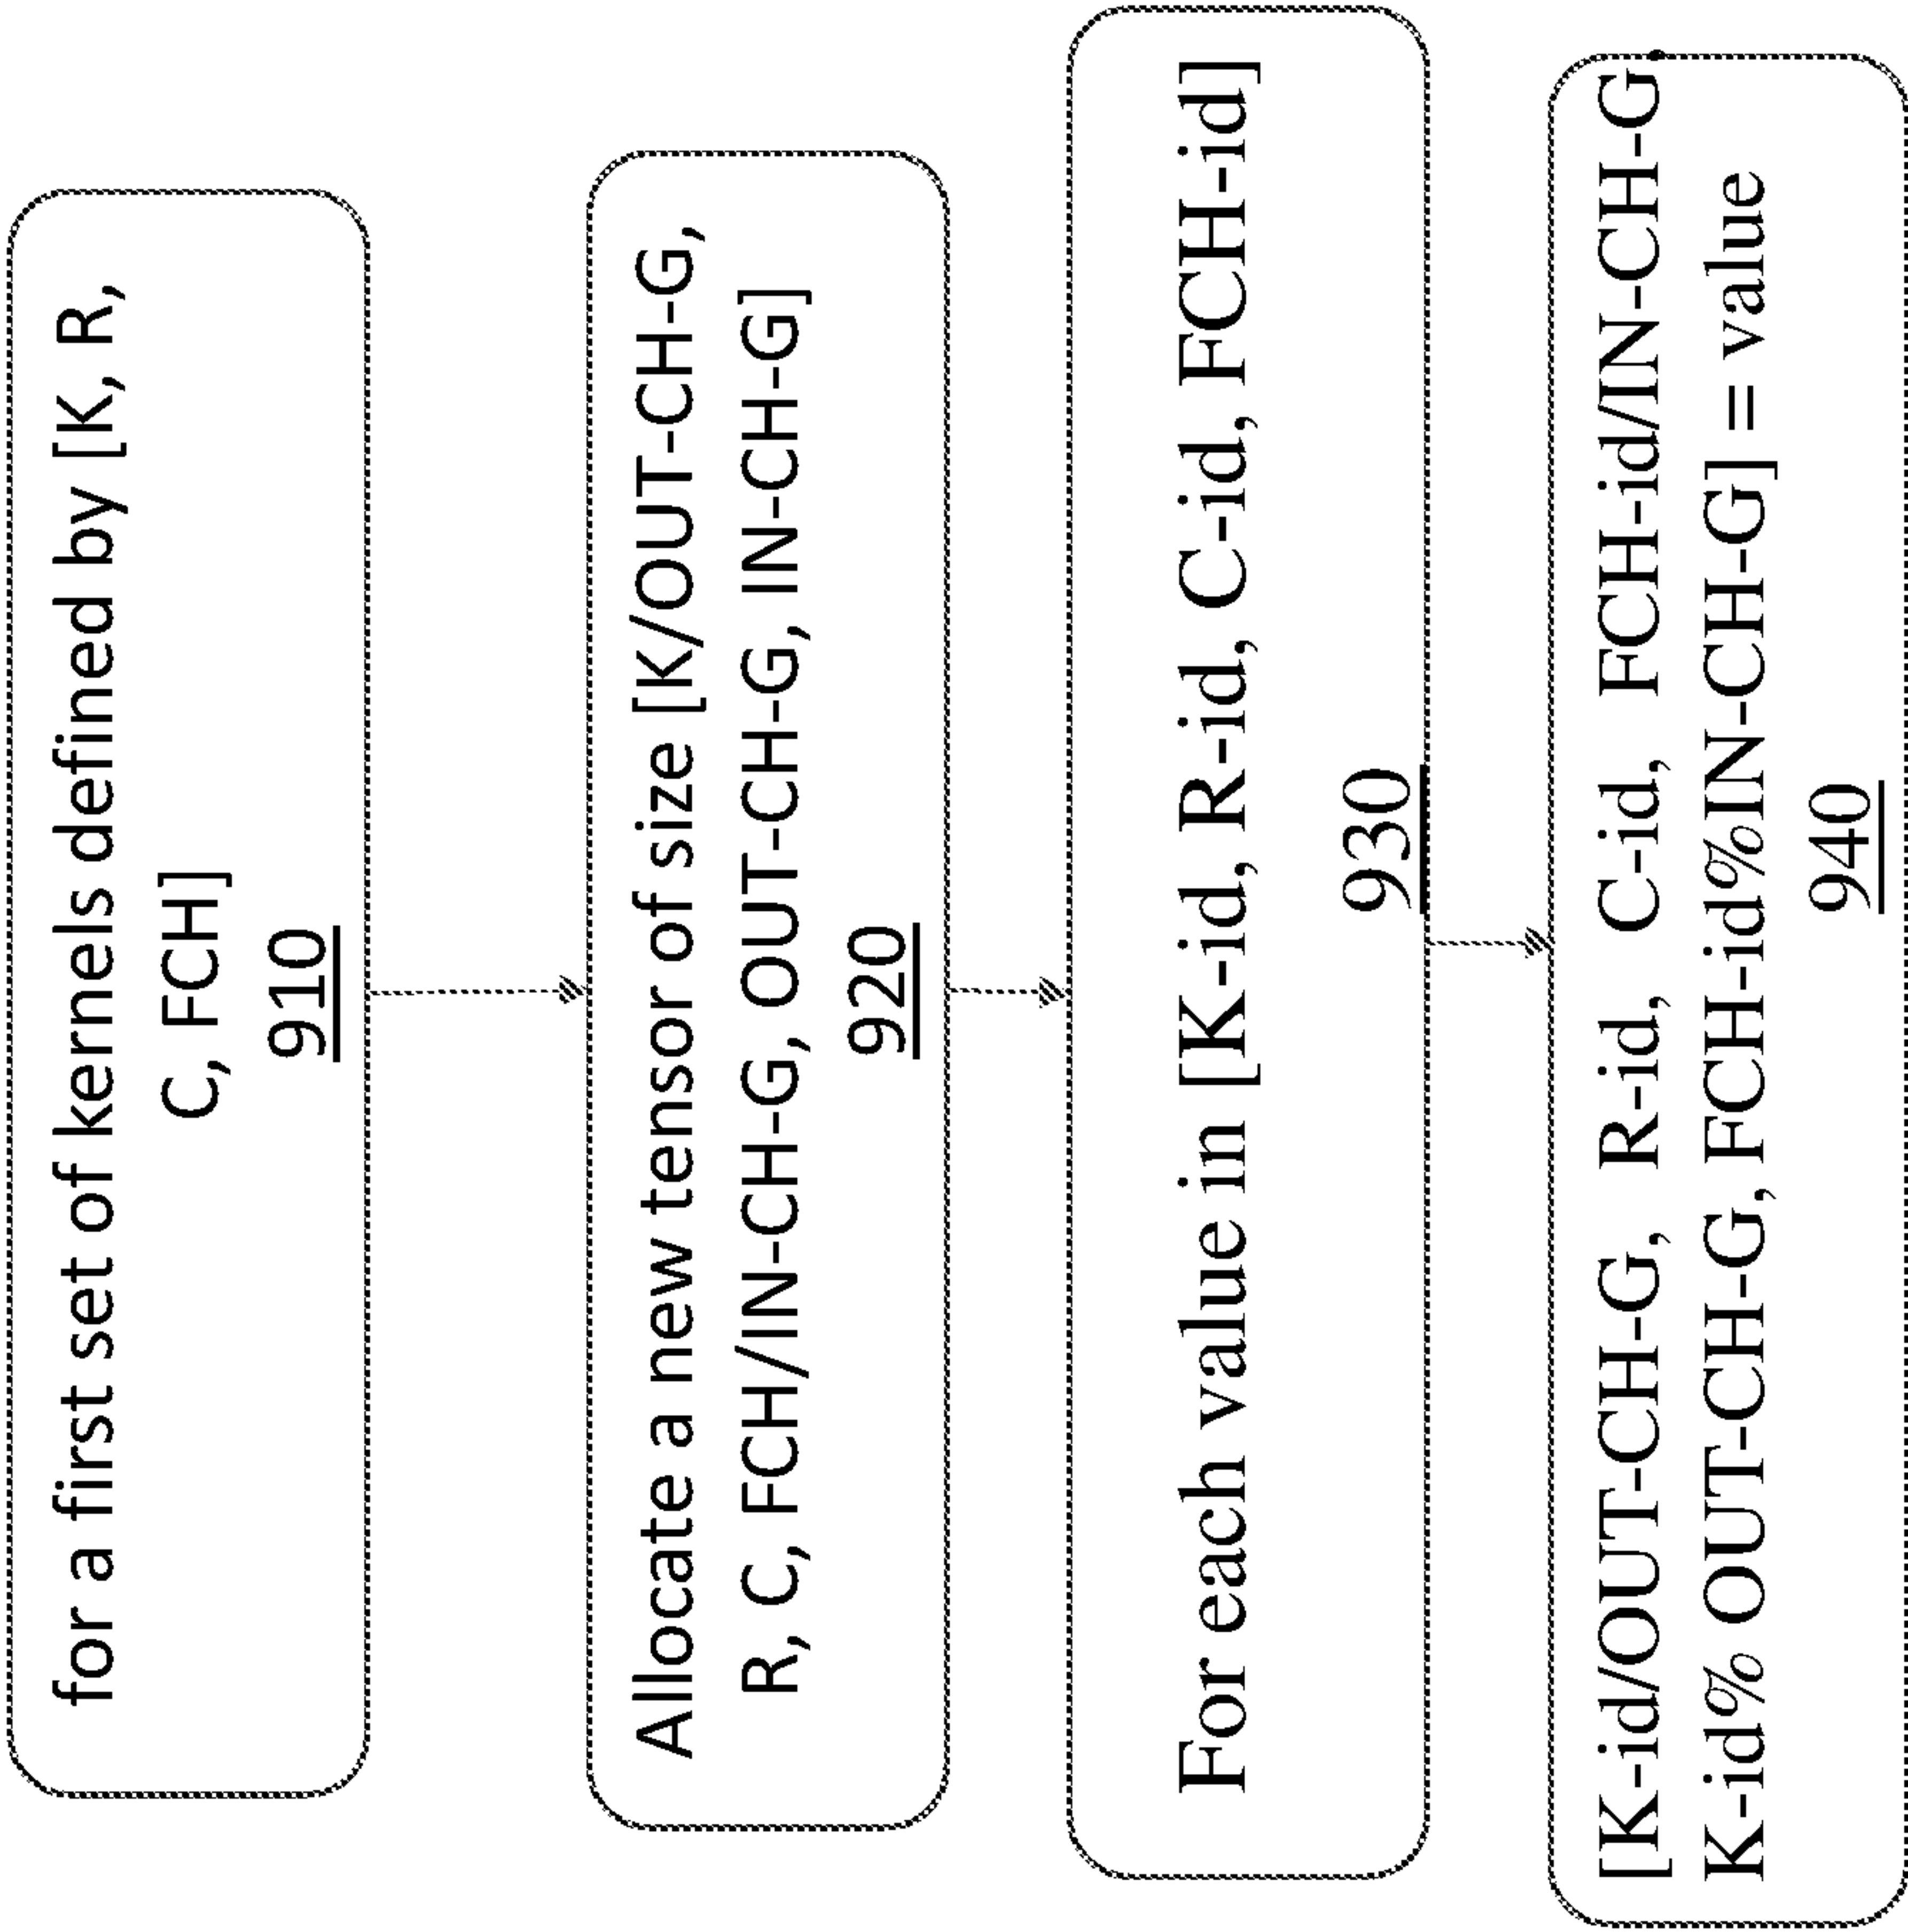 for a first set of kernels defined by [K, R,
C, FCH]
910
Allocate a new tensor of size [K/OUT-CH-G,
R, C, FCH/IN-CH-G, OUT-CH-G, IN-CH-G]
920
For each value in [K-id, R-id, C-id, FCH-id]
930
[K-id/OUT-CH-G, R-id, C-id, FCH-id/IN-CH-G,
K-id% OUT-CH-G, FCH-id%IN-CH-G] = value
940